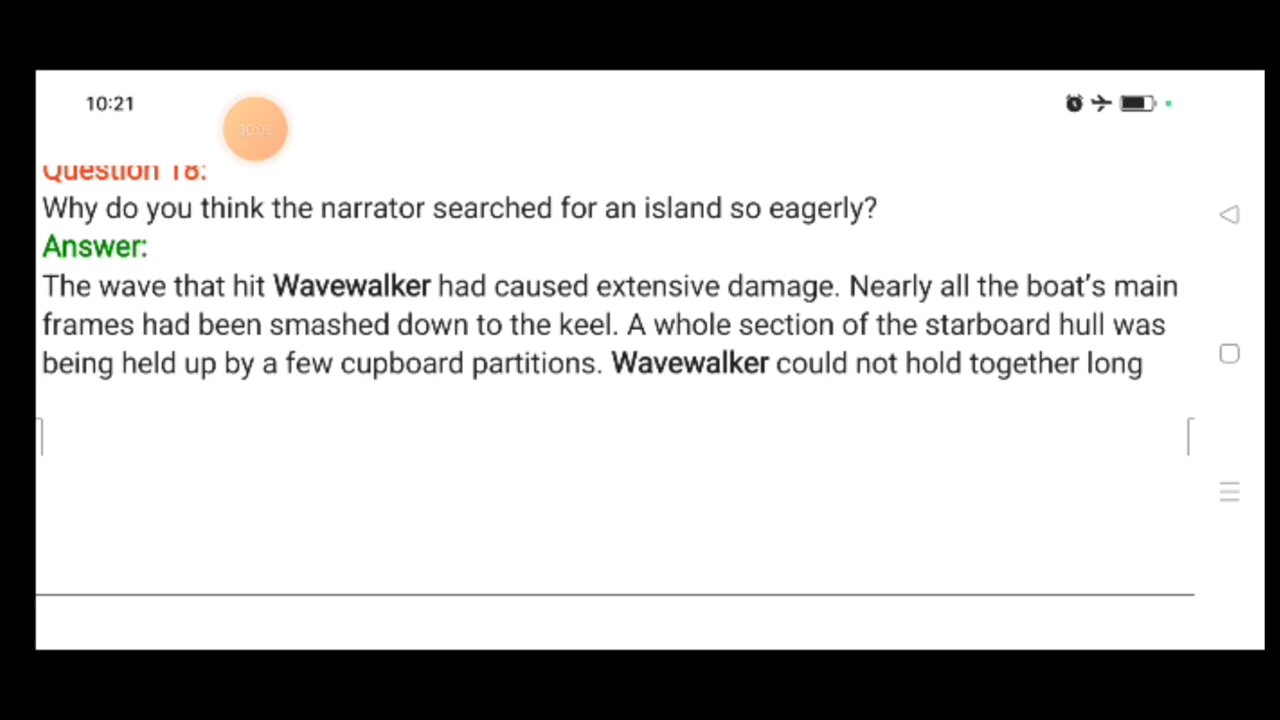 10:21
30:08
Question 18:
Why do you think the narrator searched for an island so eagerly?
Answer:
The wave that hit Wavewalker had caused extensive damage. Nearly all the boat’s main
frames had been smashed down to the keel. A whole section of the starboard hull was
being held up by a few cupboard partitions. Wavewalker could not hold together long